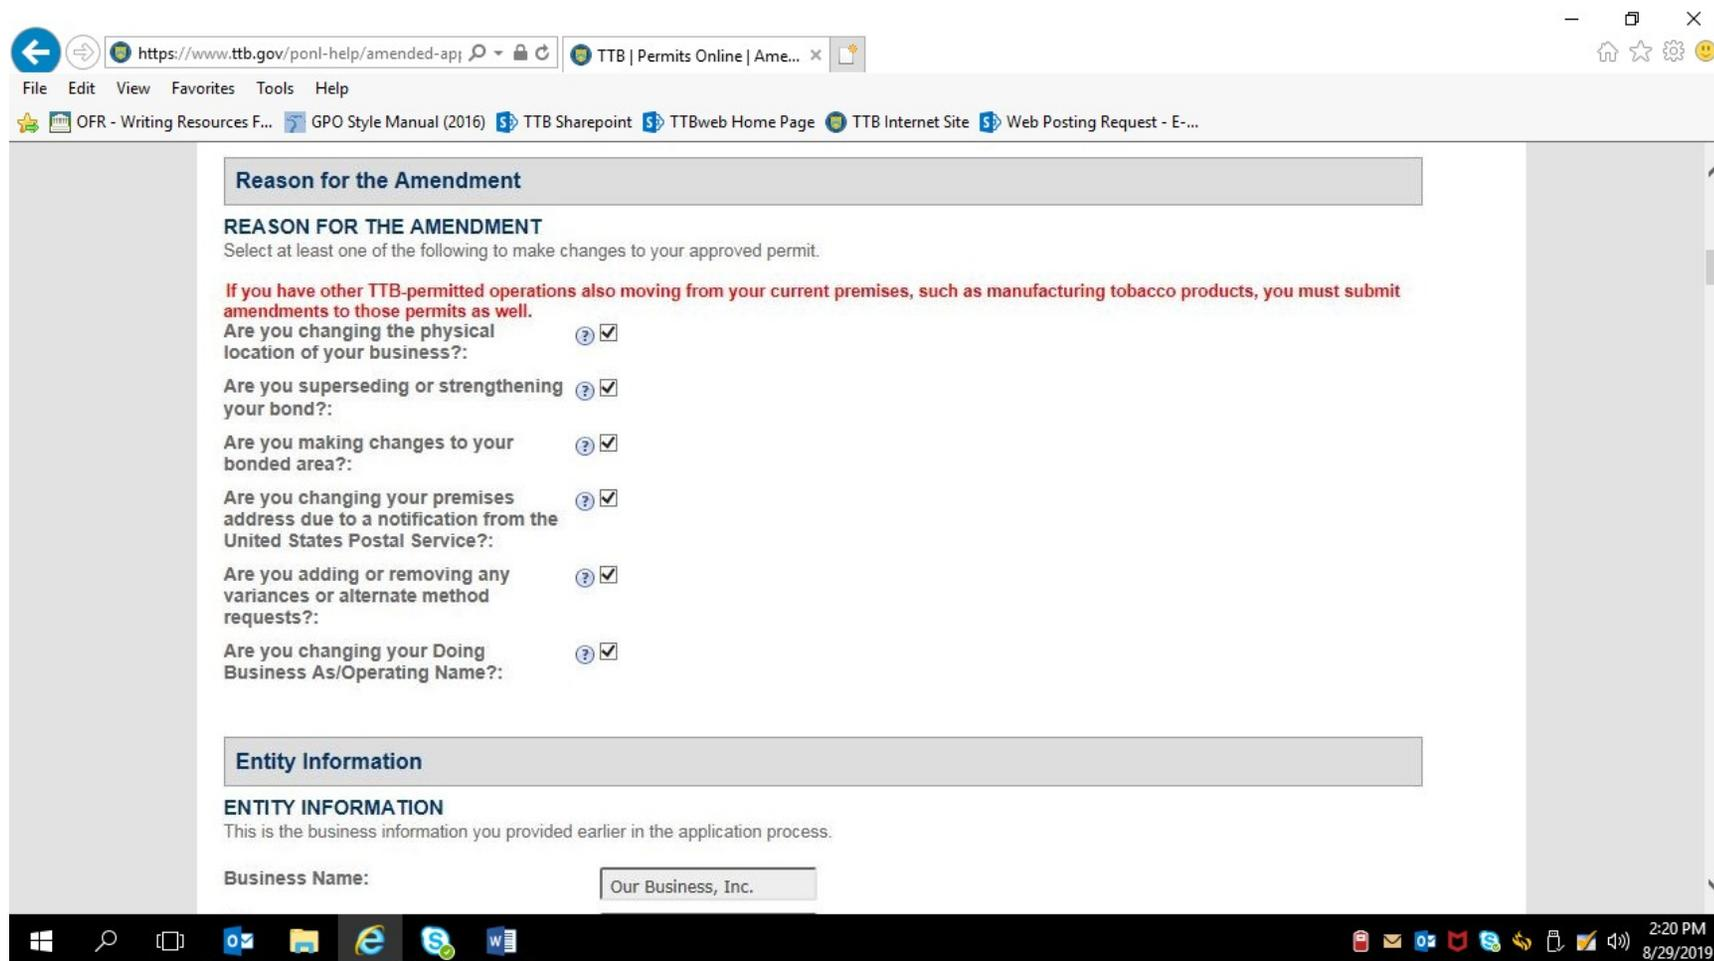 https://www.ttb.gov/ponl-help/amended-ap
TTB | Permits Online | Ame...
File Edit View Favorites Tools Help
OFR - Writing Resources F... GPO Style Manual (2016) TTB Sharepoint TTBweb Home Page TTB Internet Site Web Posting Request - E-...
Reason for the Amendment
REASON FOR THE AMENDMENT
Select at least one of the following to make changes to your approved permit.
If you have other TTB-permitted operations also moving from your current premises, such as manufacturing tobacco products, you must submit
amendments to those permits as well.
Are you changing the physical
location of your business?:
Are you superseding or strengthening
your bond?:
Are you making changes to your
bonded area?:
Are you changing your premises
address due to a notification from the
United States Postal Service?:
Are you adding or removing any
variances or alternate method
requests?:
Are you changing your Doing
Business As/Operating Name?:
Entity Information
ENTITY INFORMATION
This is the business information you provided earlier in the application process.
Business Name:
Our Business, Inc.
2:20 PM
8/29/2019